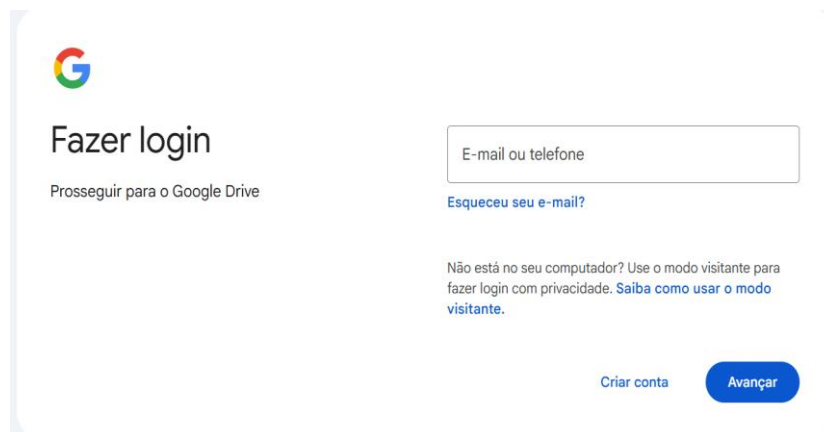 Fazer login
Prosseguir para o Google Drive
E-mail ou telefone
Esqueceu seu e-mail?
Não está no seu computador? Use o modo visitante para
fazer login com privacidade. Saiba como usar o modo
visitante.
Criar conta
Avançar